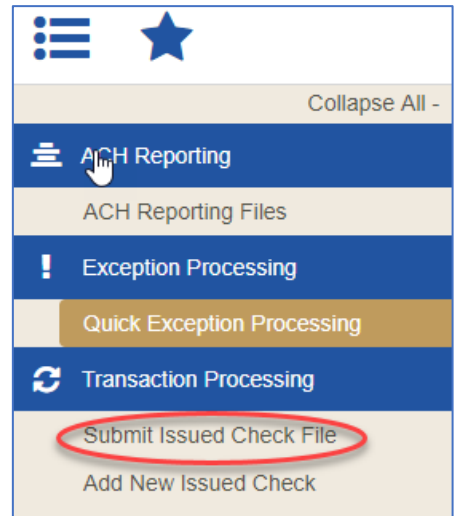 Collapse All -
ACH Reporting
ACH Reporting Files
! Exception Processing
Quick Exception Processing
Transaction Processing
Submit Issued Check File
Add New Issued Check